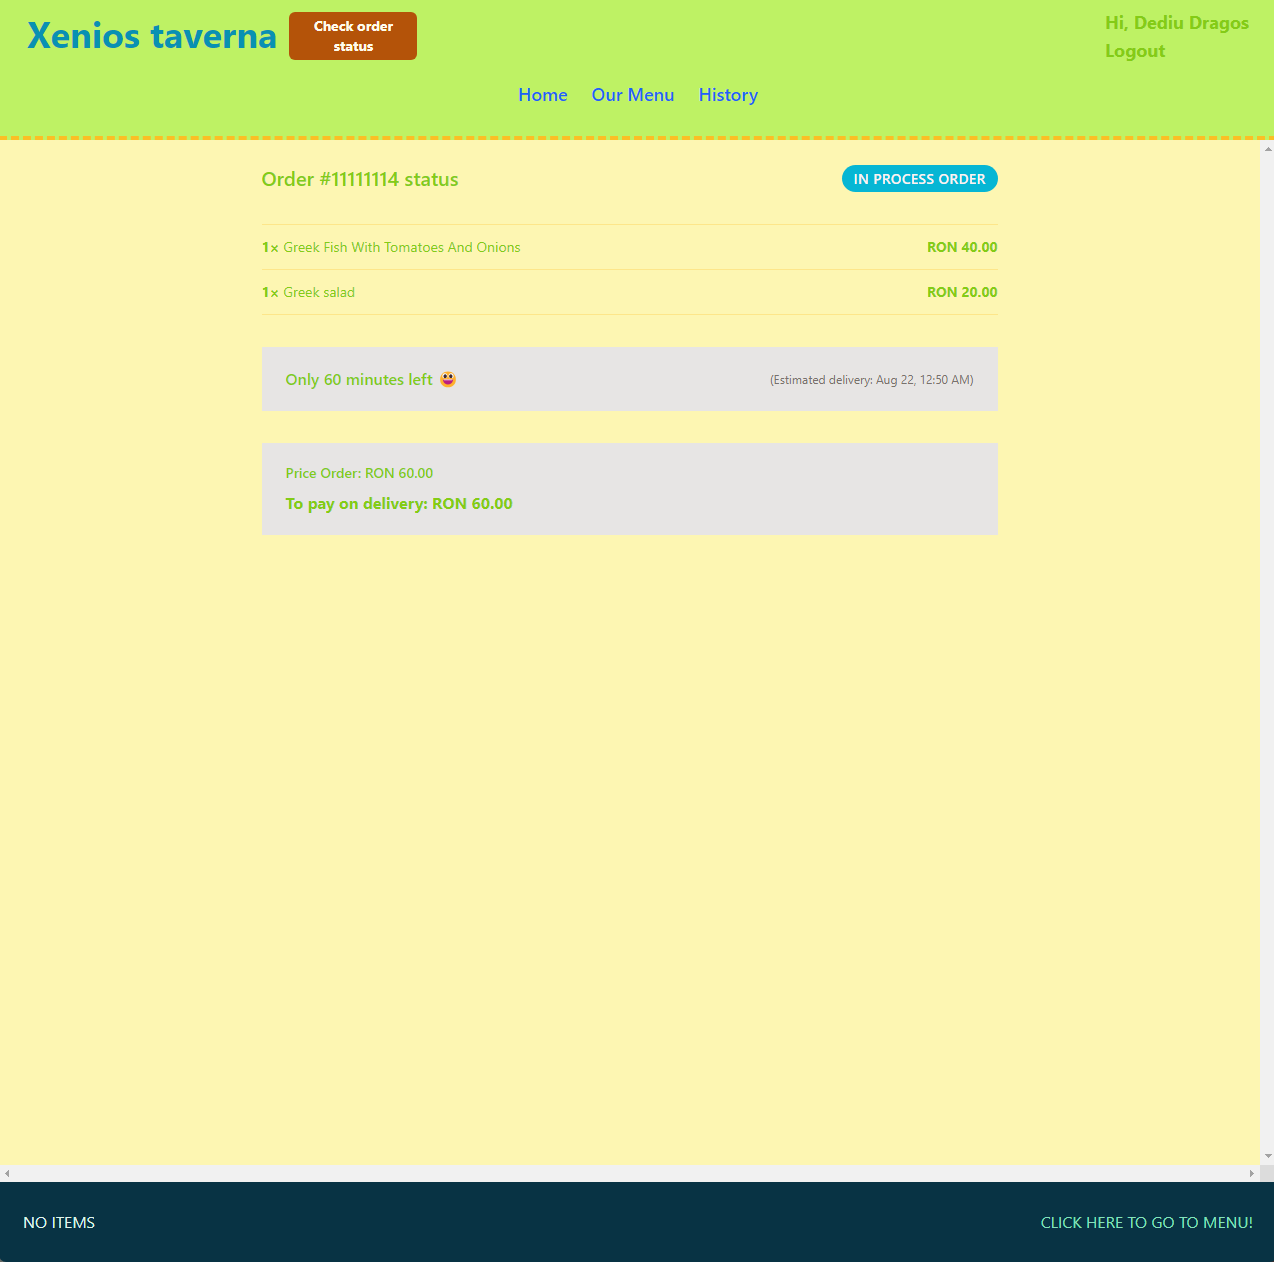 Xenios taverna
Check order
status
Hi, Dediu Dragos
Logout
Home Our Menu History
Order #11111114 status
IN PROCESS ORDER
1× Greek Fish With Tomatoes And Onions RON 40.00
1× Greek salad RON 20.00
Only 60 minutes left 😀 (Estimated delivery: Aug 22, 12:50 AM)
Price Order: RON 60.00
To pay on delivery: RON 60.00
NO ITEMS
CLICK HERE TO GO TO MENU!